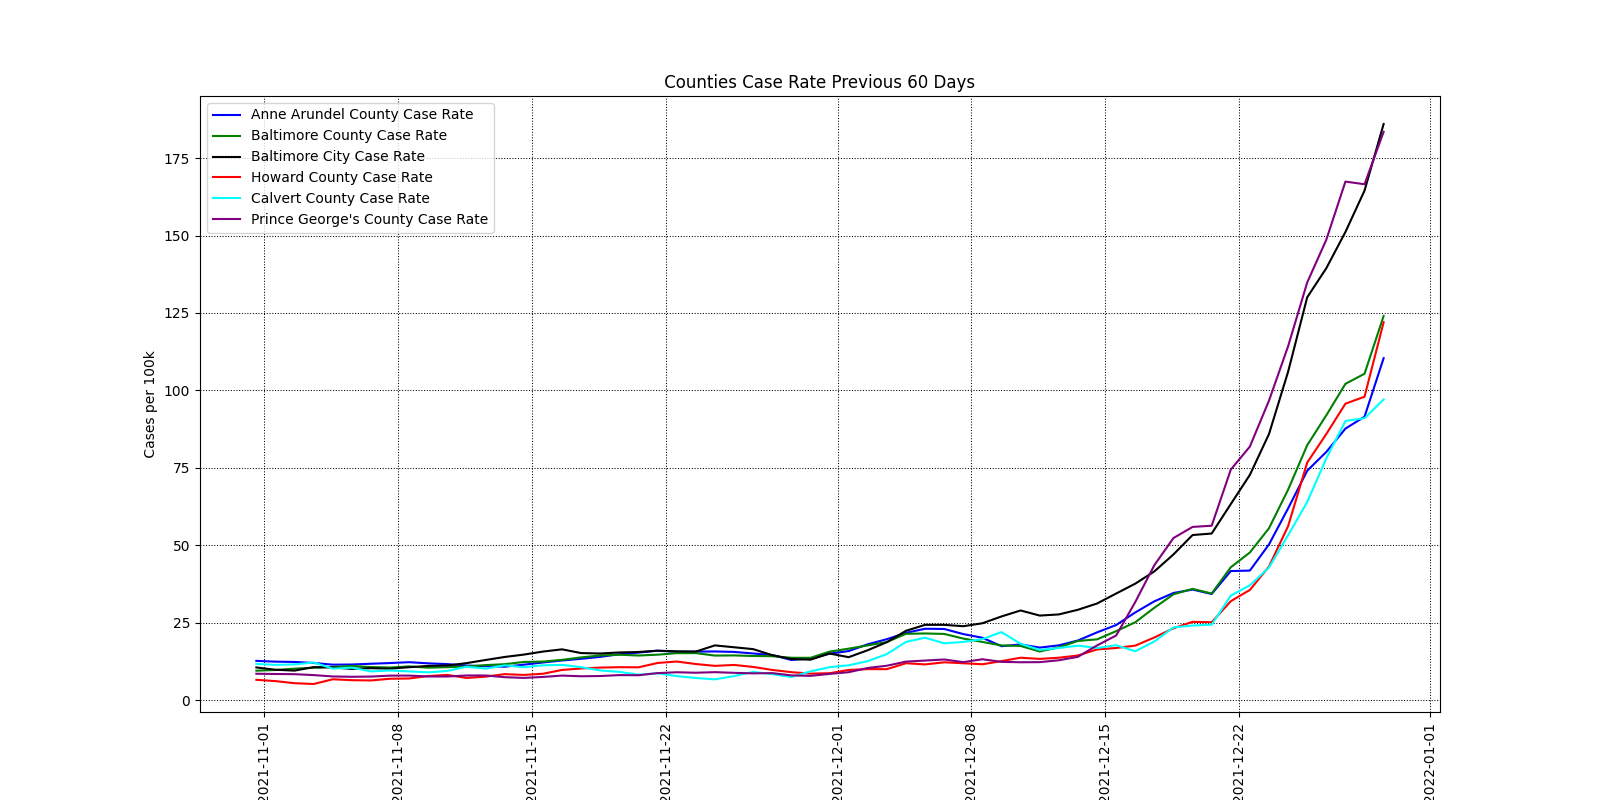 Counties Case Rate Previous 60 Days
Anne Arundel County Case Rate
Baltimore County Case Rate
Baltimore City Case Rate
Howard County Case Rate
Calvert County Case Rate
Prince George's County Case Rate
Cases per 100k
175
150
125
100
75
50
25
0
2021-11-01
2021-11-08
2021-11-15
2021-11-22
2021-12-01
2021-12-08
2021-12-15
2021-12-22
2022-01-01